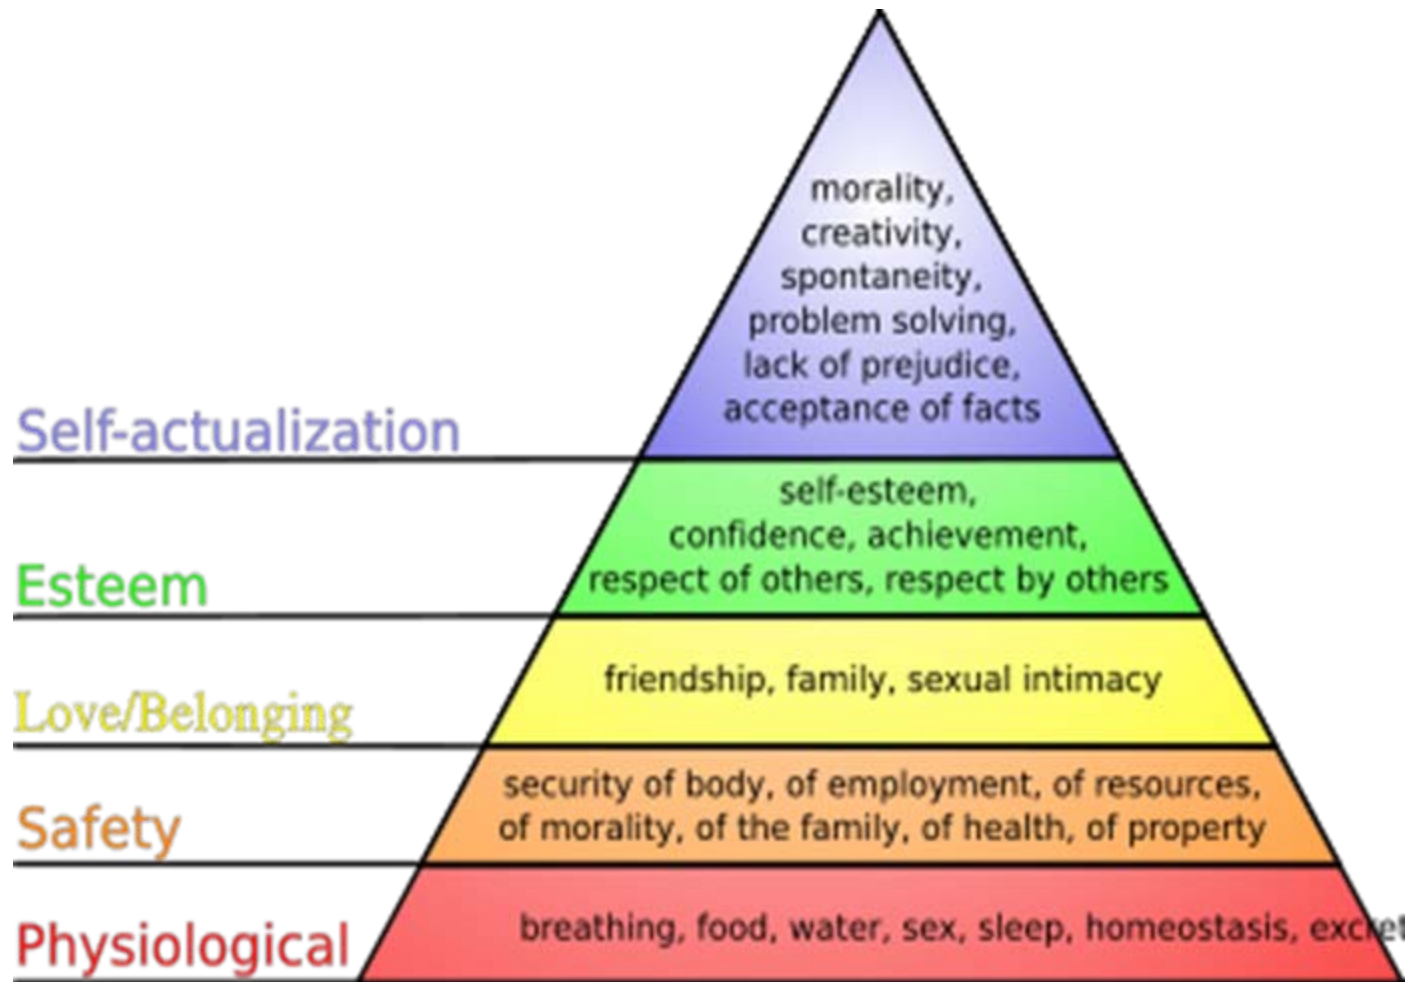 morality,
creativity,
spontaneity,
problem solving,
lack of prejudice,
acceptance of facts
Self-actualization
self-esteem,
confidence, achievement,
respect of others, respect by others
Esteem
friendship, family, sexual intimacy
Love/Belonging
security of body, of employment, of resources,
of morality, of the family, of health, of property
Safety
breathing, food, water, sex, sleep, homeostasis, excret
Physiological